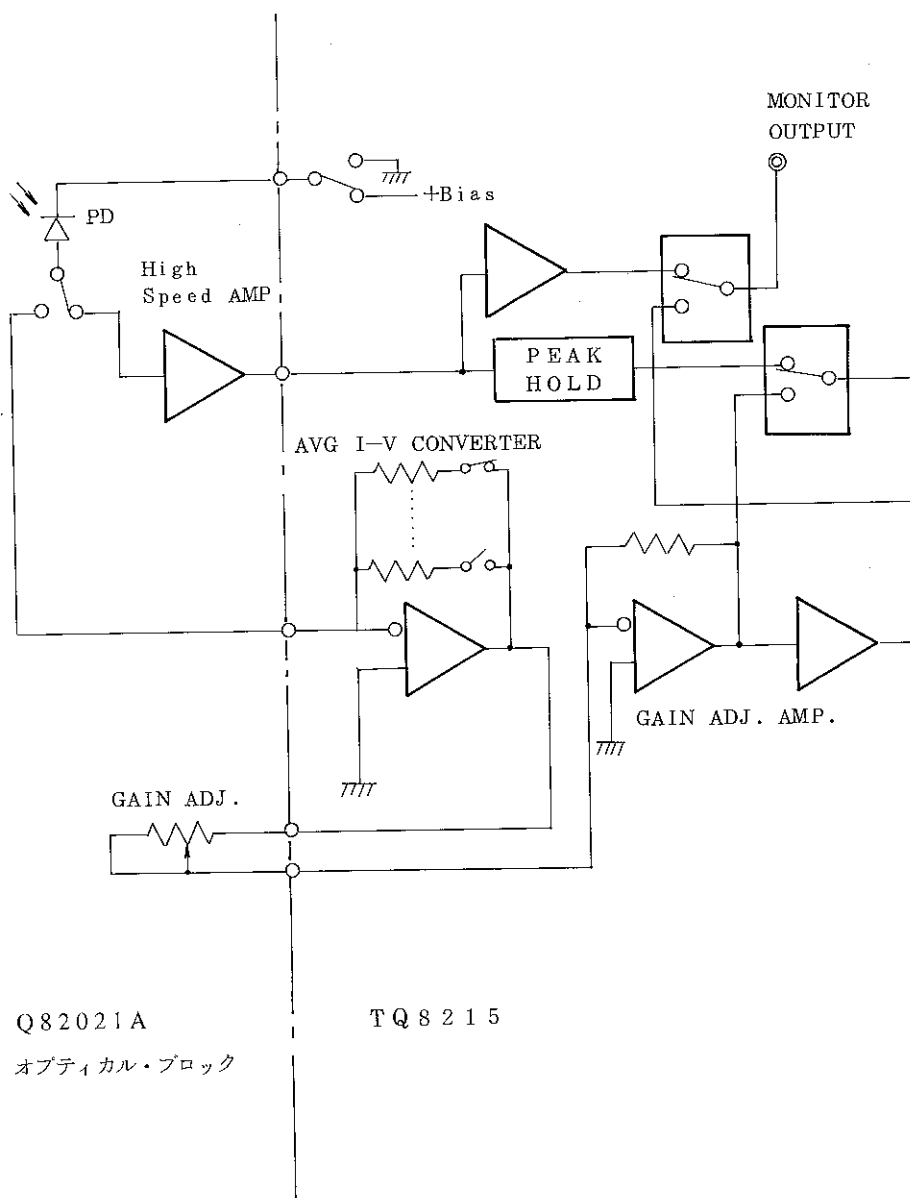 MONITOR
OUTPUT
+Bias
PD
High
Speed AMP
PEAK
HOLD
AVG I-V CONVERTER
GAIN ADJ. AMP.
GAIN ADJ.
Q82021A
TQ8215
オプティカル・ブロック